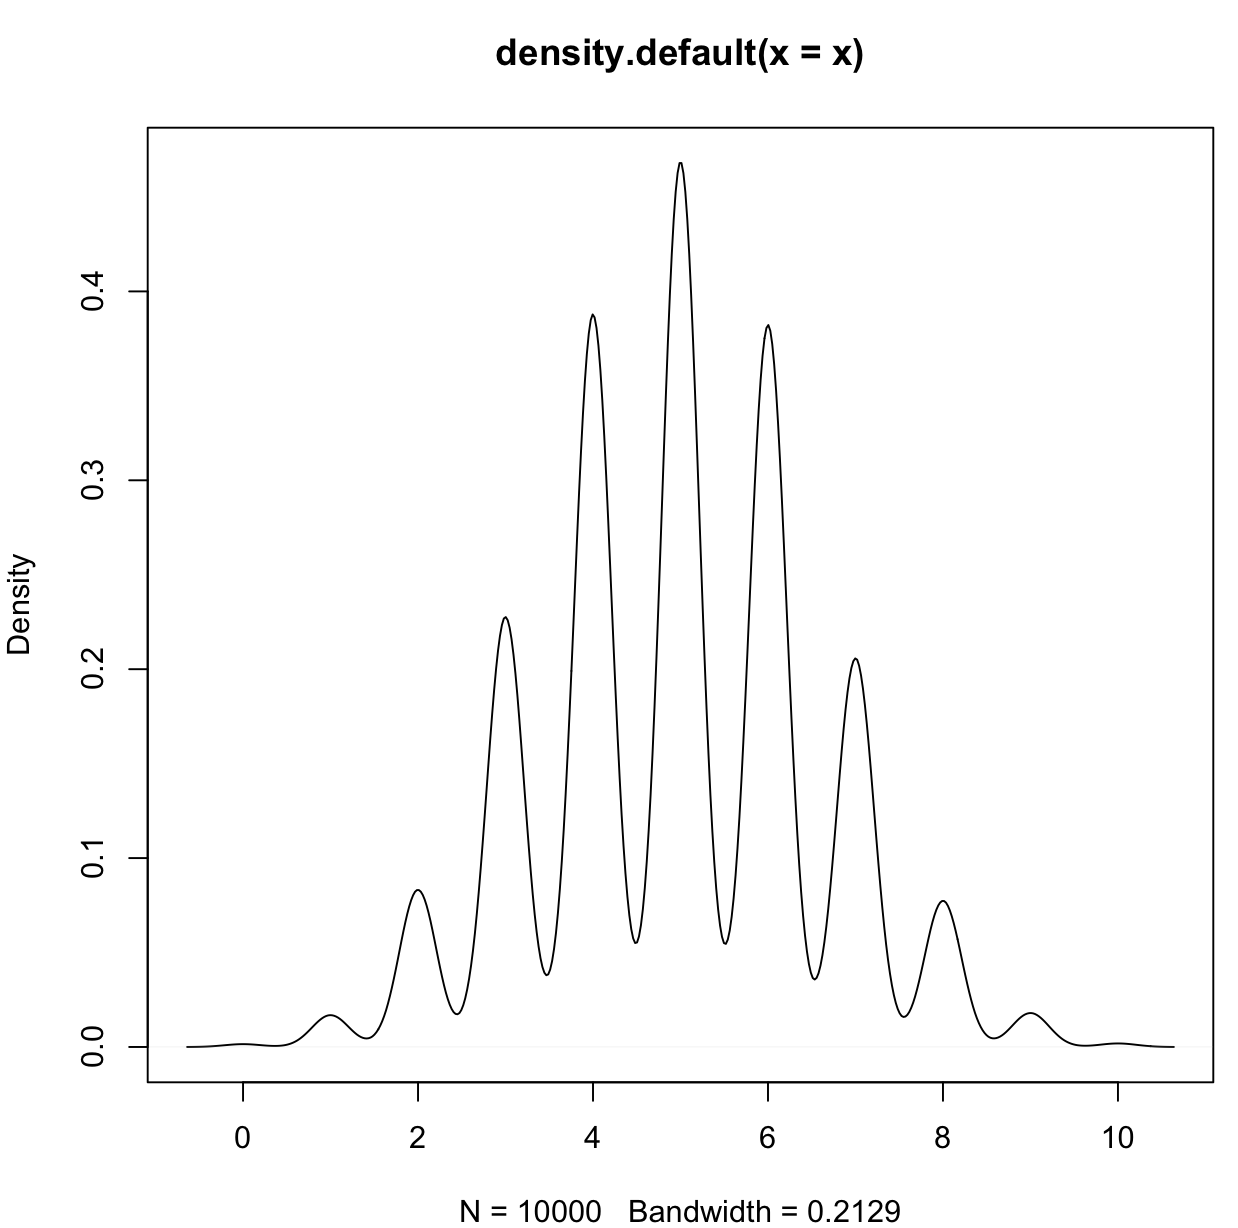 density.default(x = x)
Density
0.4
0.3
0.2
0.1
0.0
0 2 4 6 8 10
N = 10000 Bandwidth = 0.2129